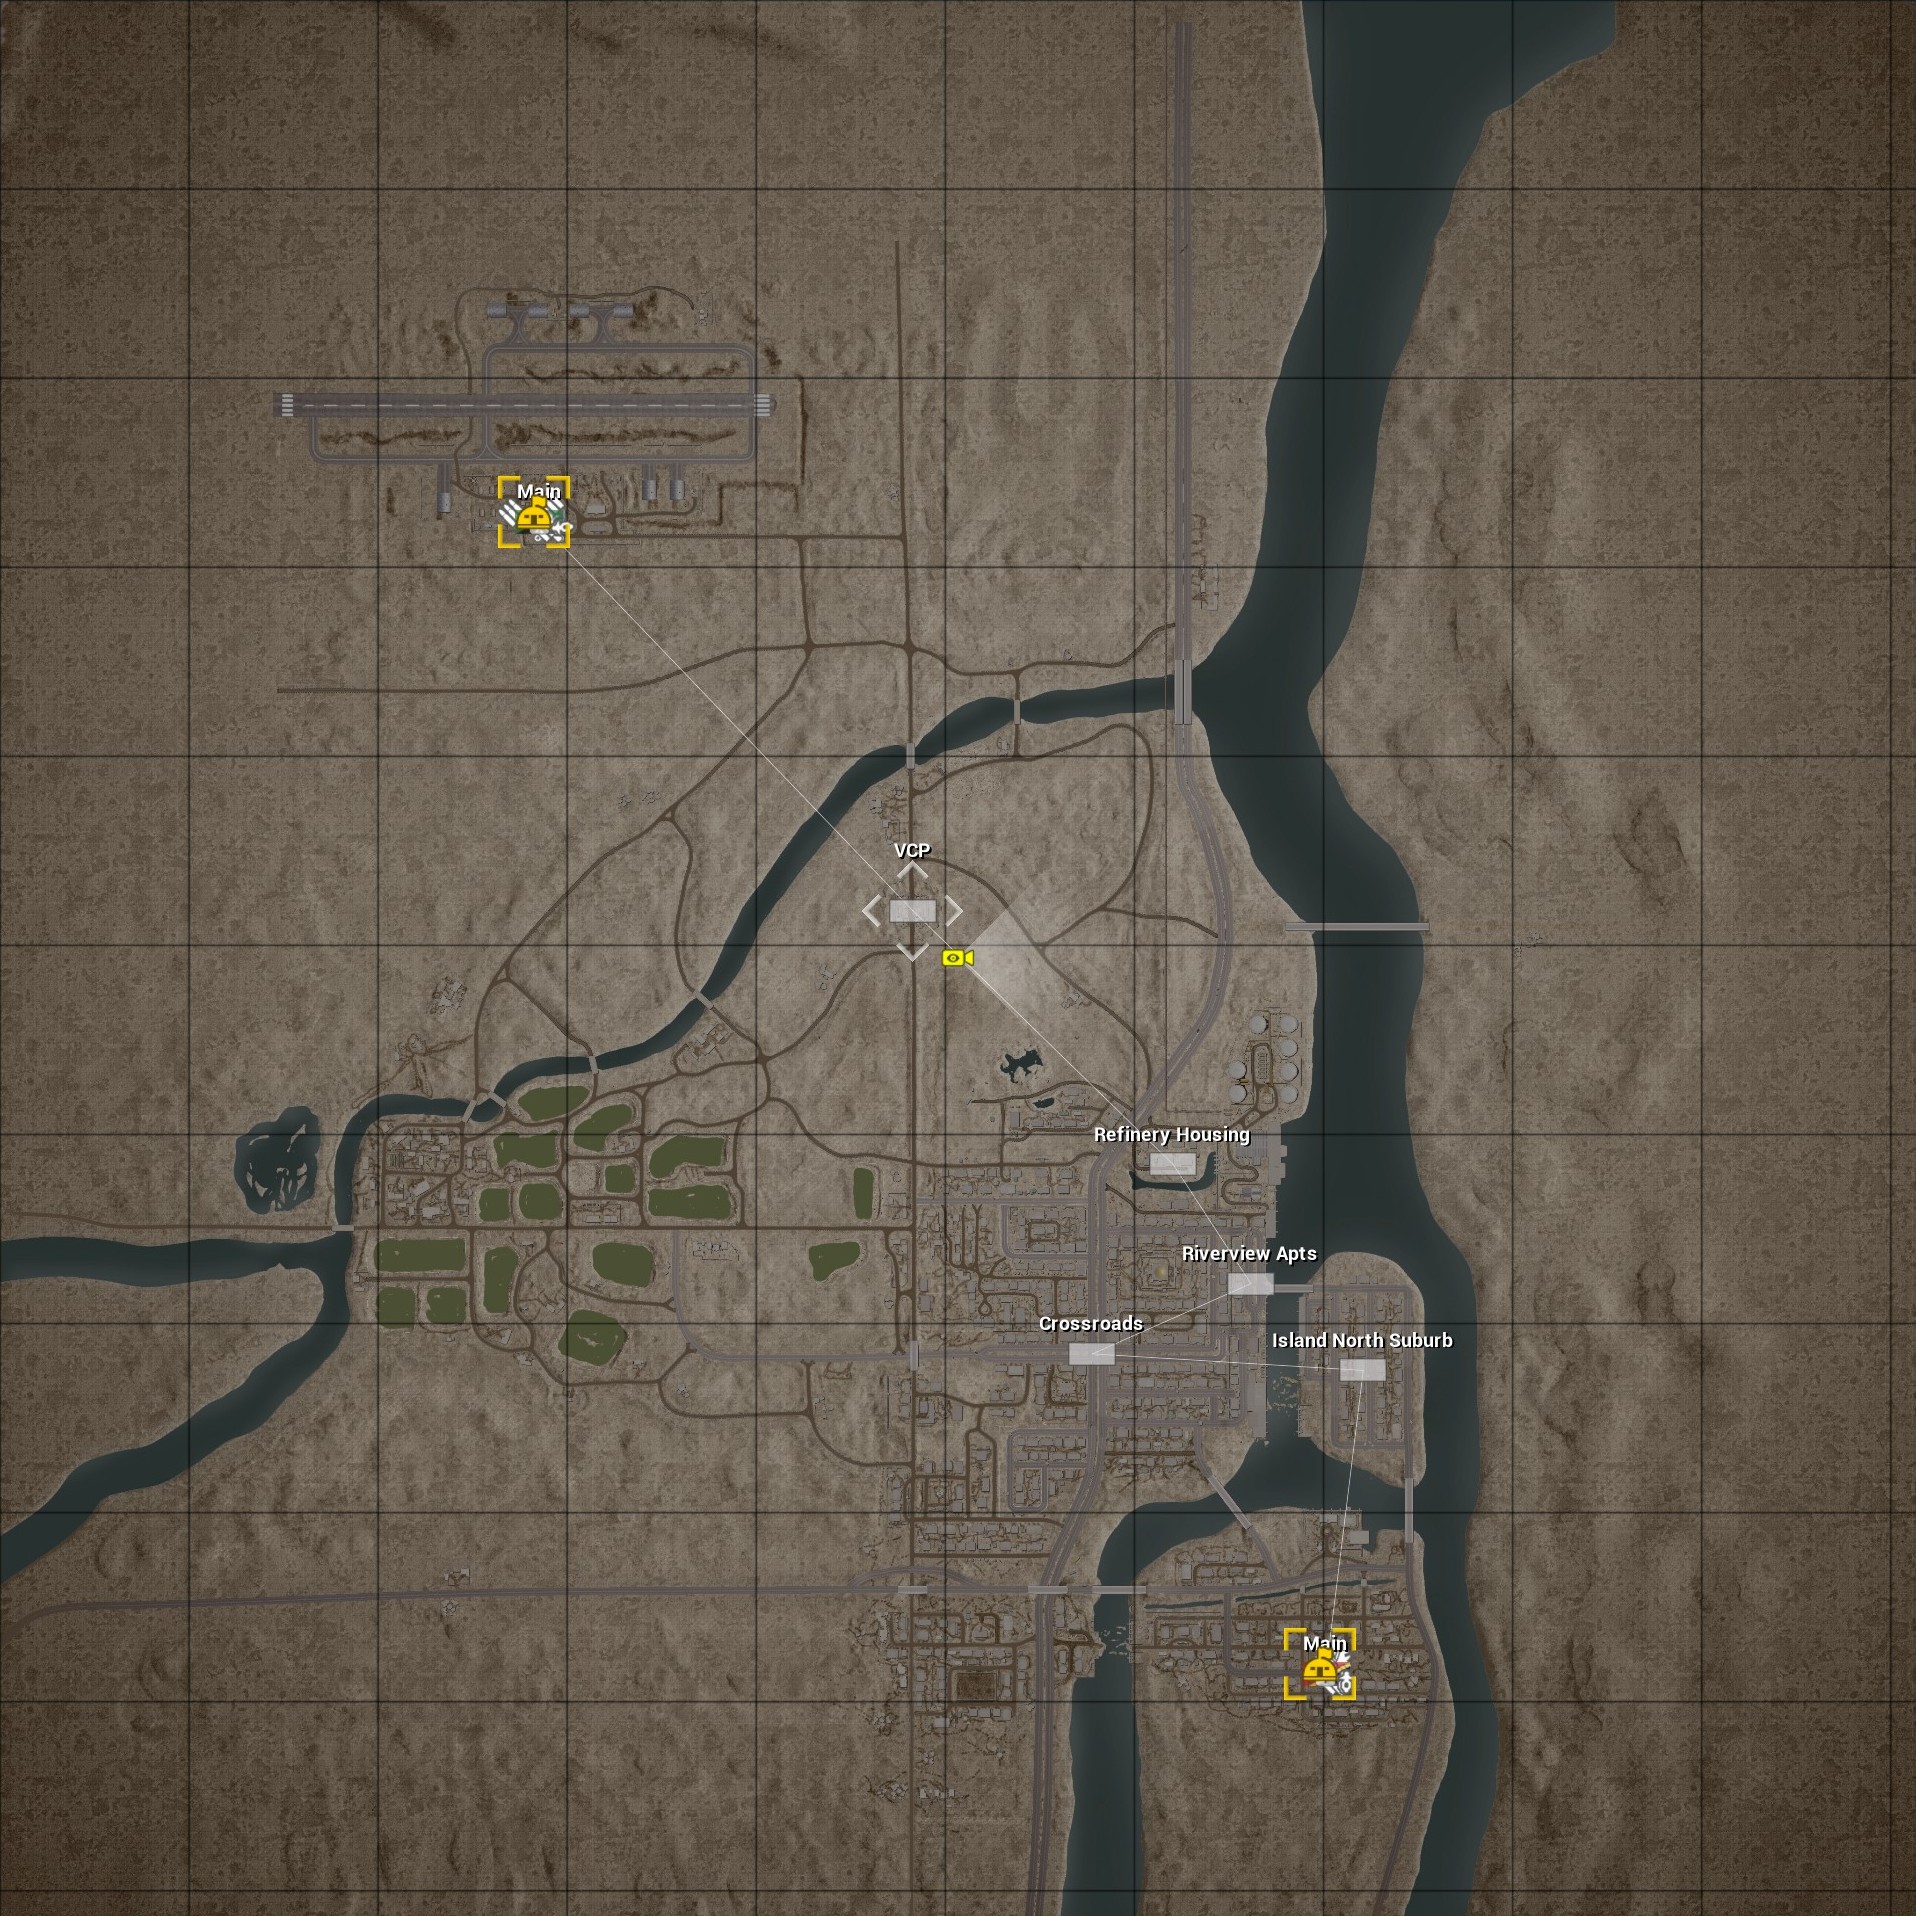 Main
VCP
Refinery Housing
Riverview Apts
Crossroads
Island North Suburb
Main